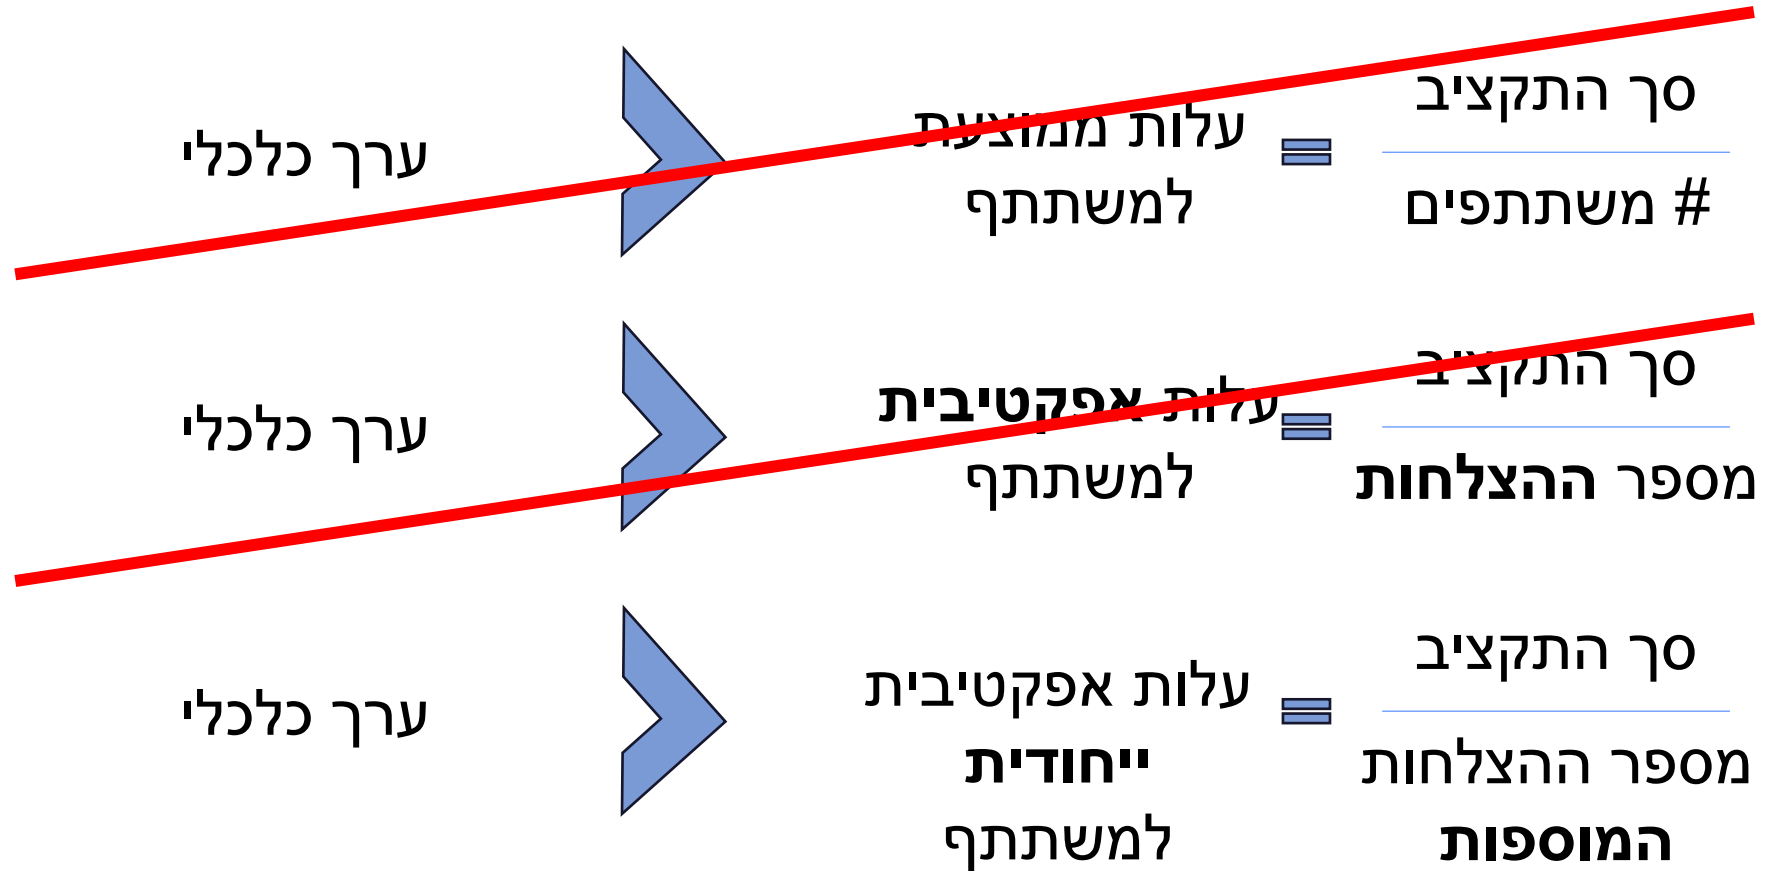 סך התקציב
# משתתפים
עלות ממוצעת
למשתתף
ערך כלכלי
סך התקציב
מספר ההצלחות
עלות אפקטיבית
למשתתף
ערך כלכלי
סך התקציב
מספר ההצלחות
המוספות
עלות אפקטיבית
ייחודית
למשתתף
ערך כלכלי